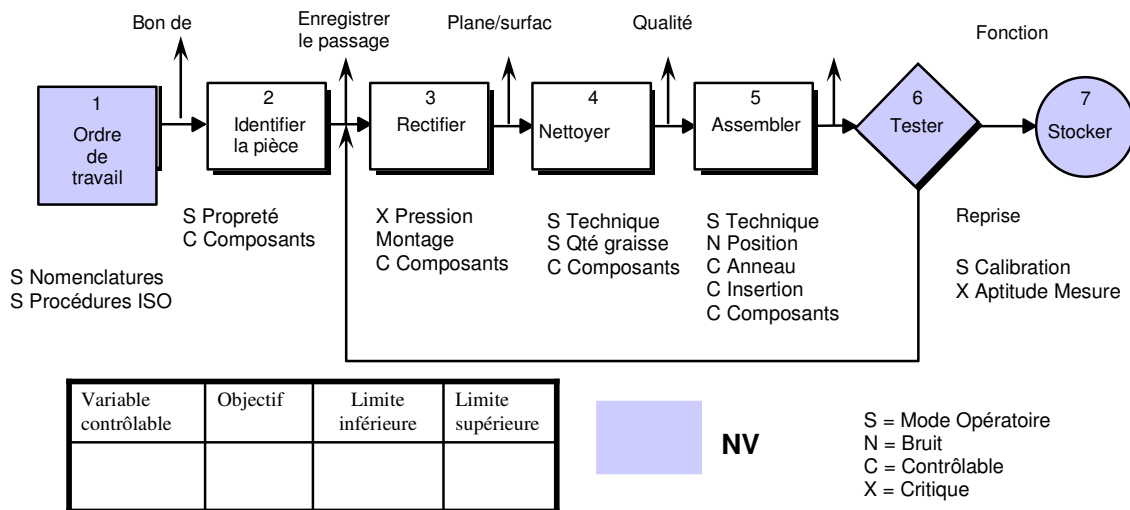 Bon de
Enregistrer
le passage
Plane/surfac
Qualité
Fonction
1
Ordre
de
travail
2
Identifier
la pièce
3
Rectifier
4
Nettoyer
5
Assembler
6
Tester
7
Stocker
S Nomenclatures
S Procédures ISO
S Propreté
C Composants
X Pression
Montage
C Composants
S Technique
S Qté graisse
C Composants
S Technique
N Position
C Anneau
C Insertion
C Composants
Reprise
S Calibration
X Aptitude Mesure
Variable
contrôlable
Objectif
Limite
inférieure
Limite
supérieure
NV
S = Mode Opératoire
N = Bruit
C = Contrôlable
X = Critique